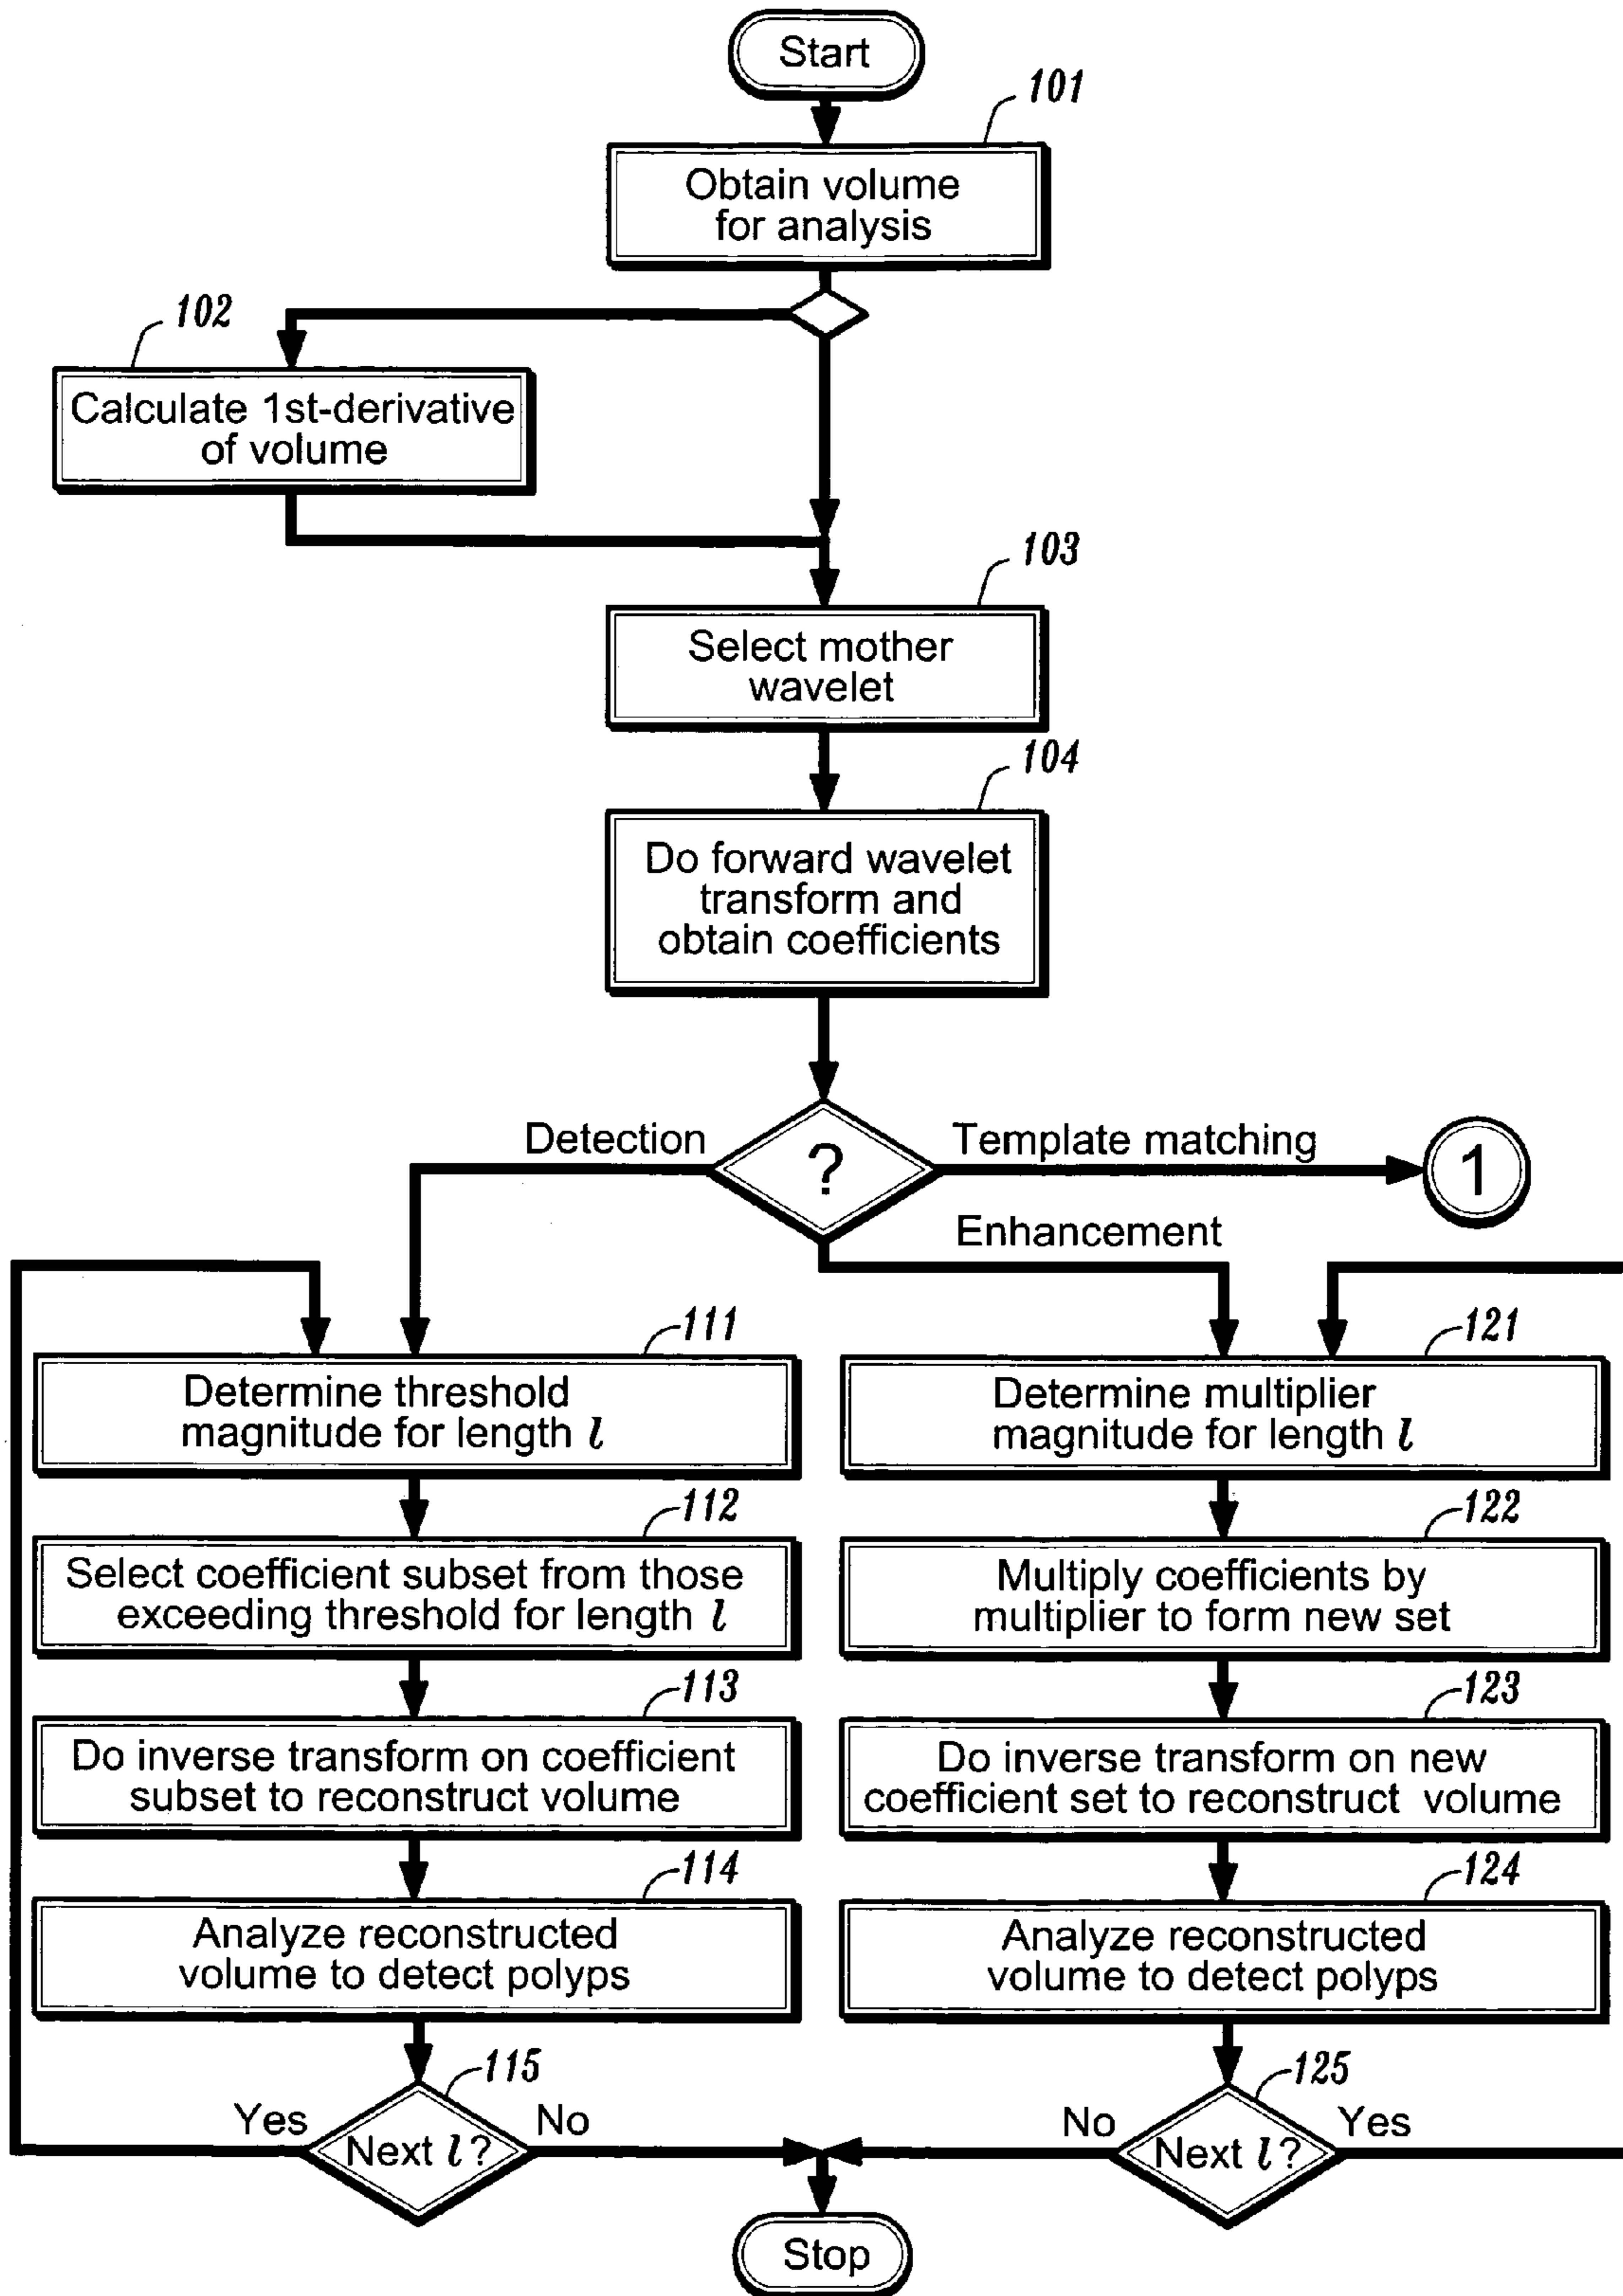 Start
101
Obtain volume
for analysis
102
Calculate 1st-derivative
of volume
103
Select mother
wavelet
104
Do forward wavelet
transform and
obtain coefficients
Detection
?
Template matching
1
Enhancement
111
Determine threshold
magnitude for length l
112
Select coefficient subset from those
exceeding threshold for length l
113
Do inverse transform on coefficient
subset to reconstruct volume
114
Analyze reconstructed
volume to detect polyps
115
Yes
Next l?
No
121
Determine multiplier
magnitude for length l
122
Multiply coefficients by
multiplier to form new set
123
Do inverse transform on new
coefficient set to reconstruct volume
124
Analyze reconstructed
volume to detect polyps
125
No
Next l?
Yes
Stop